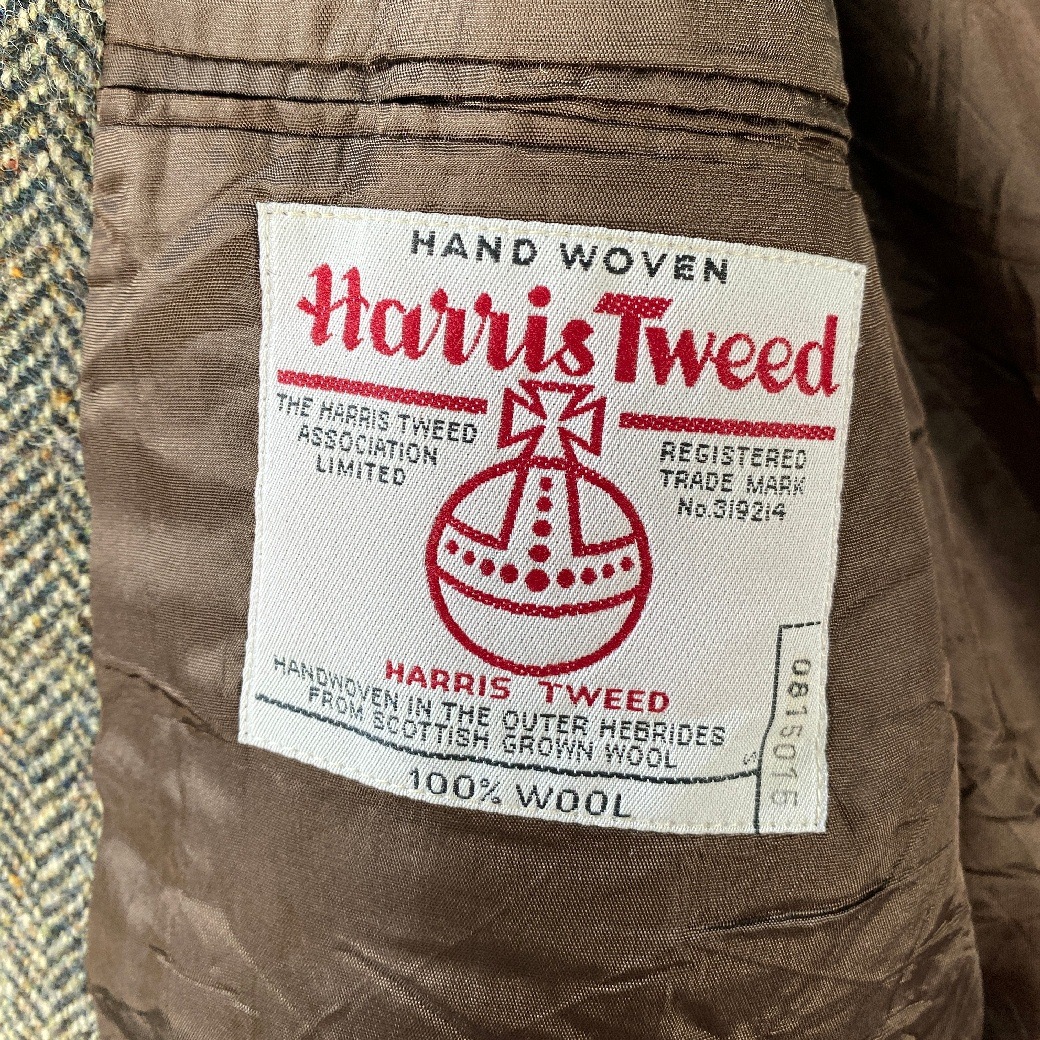 HAND WOVEN
Harris Tweed
THE HARRIS TWEED
ASSOCIATION
LIMITED
REGISTERED
TRADE MARK
No.319214
HARRIS TWEED
HANDWOVEN IN THE OUTER HEBRIDES
FROM SCOTTISH GROWN WOOL
100% WOOL